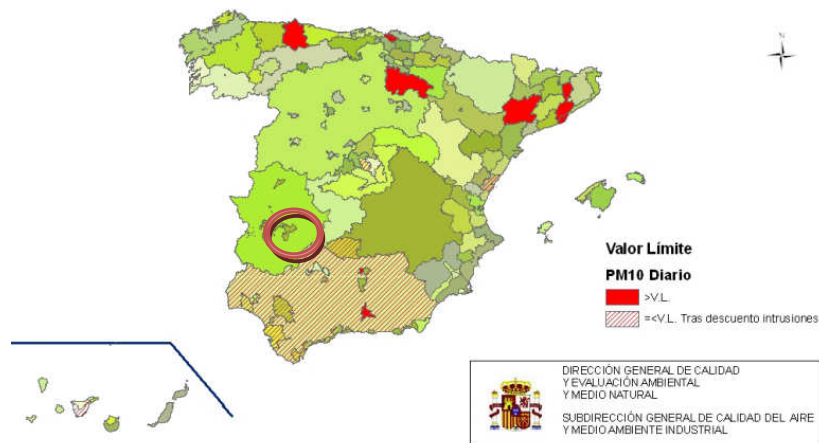 Valor Límite
PM10 Diario
>V.L.
=<V.L. Tras descuento intrusiones
DIRECCIÓN GENERAL DE CALIDAD
Y EVALUACIÓN AMBIENTAL
Y MEDIO NATURAL
SUBDIRECCIÓN GENERAL DE CALIDAD DEL AIRE
Y MEDIO AMBIENTE INDUSTRIAL